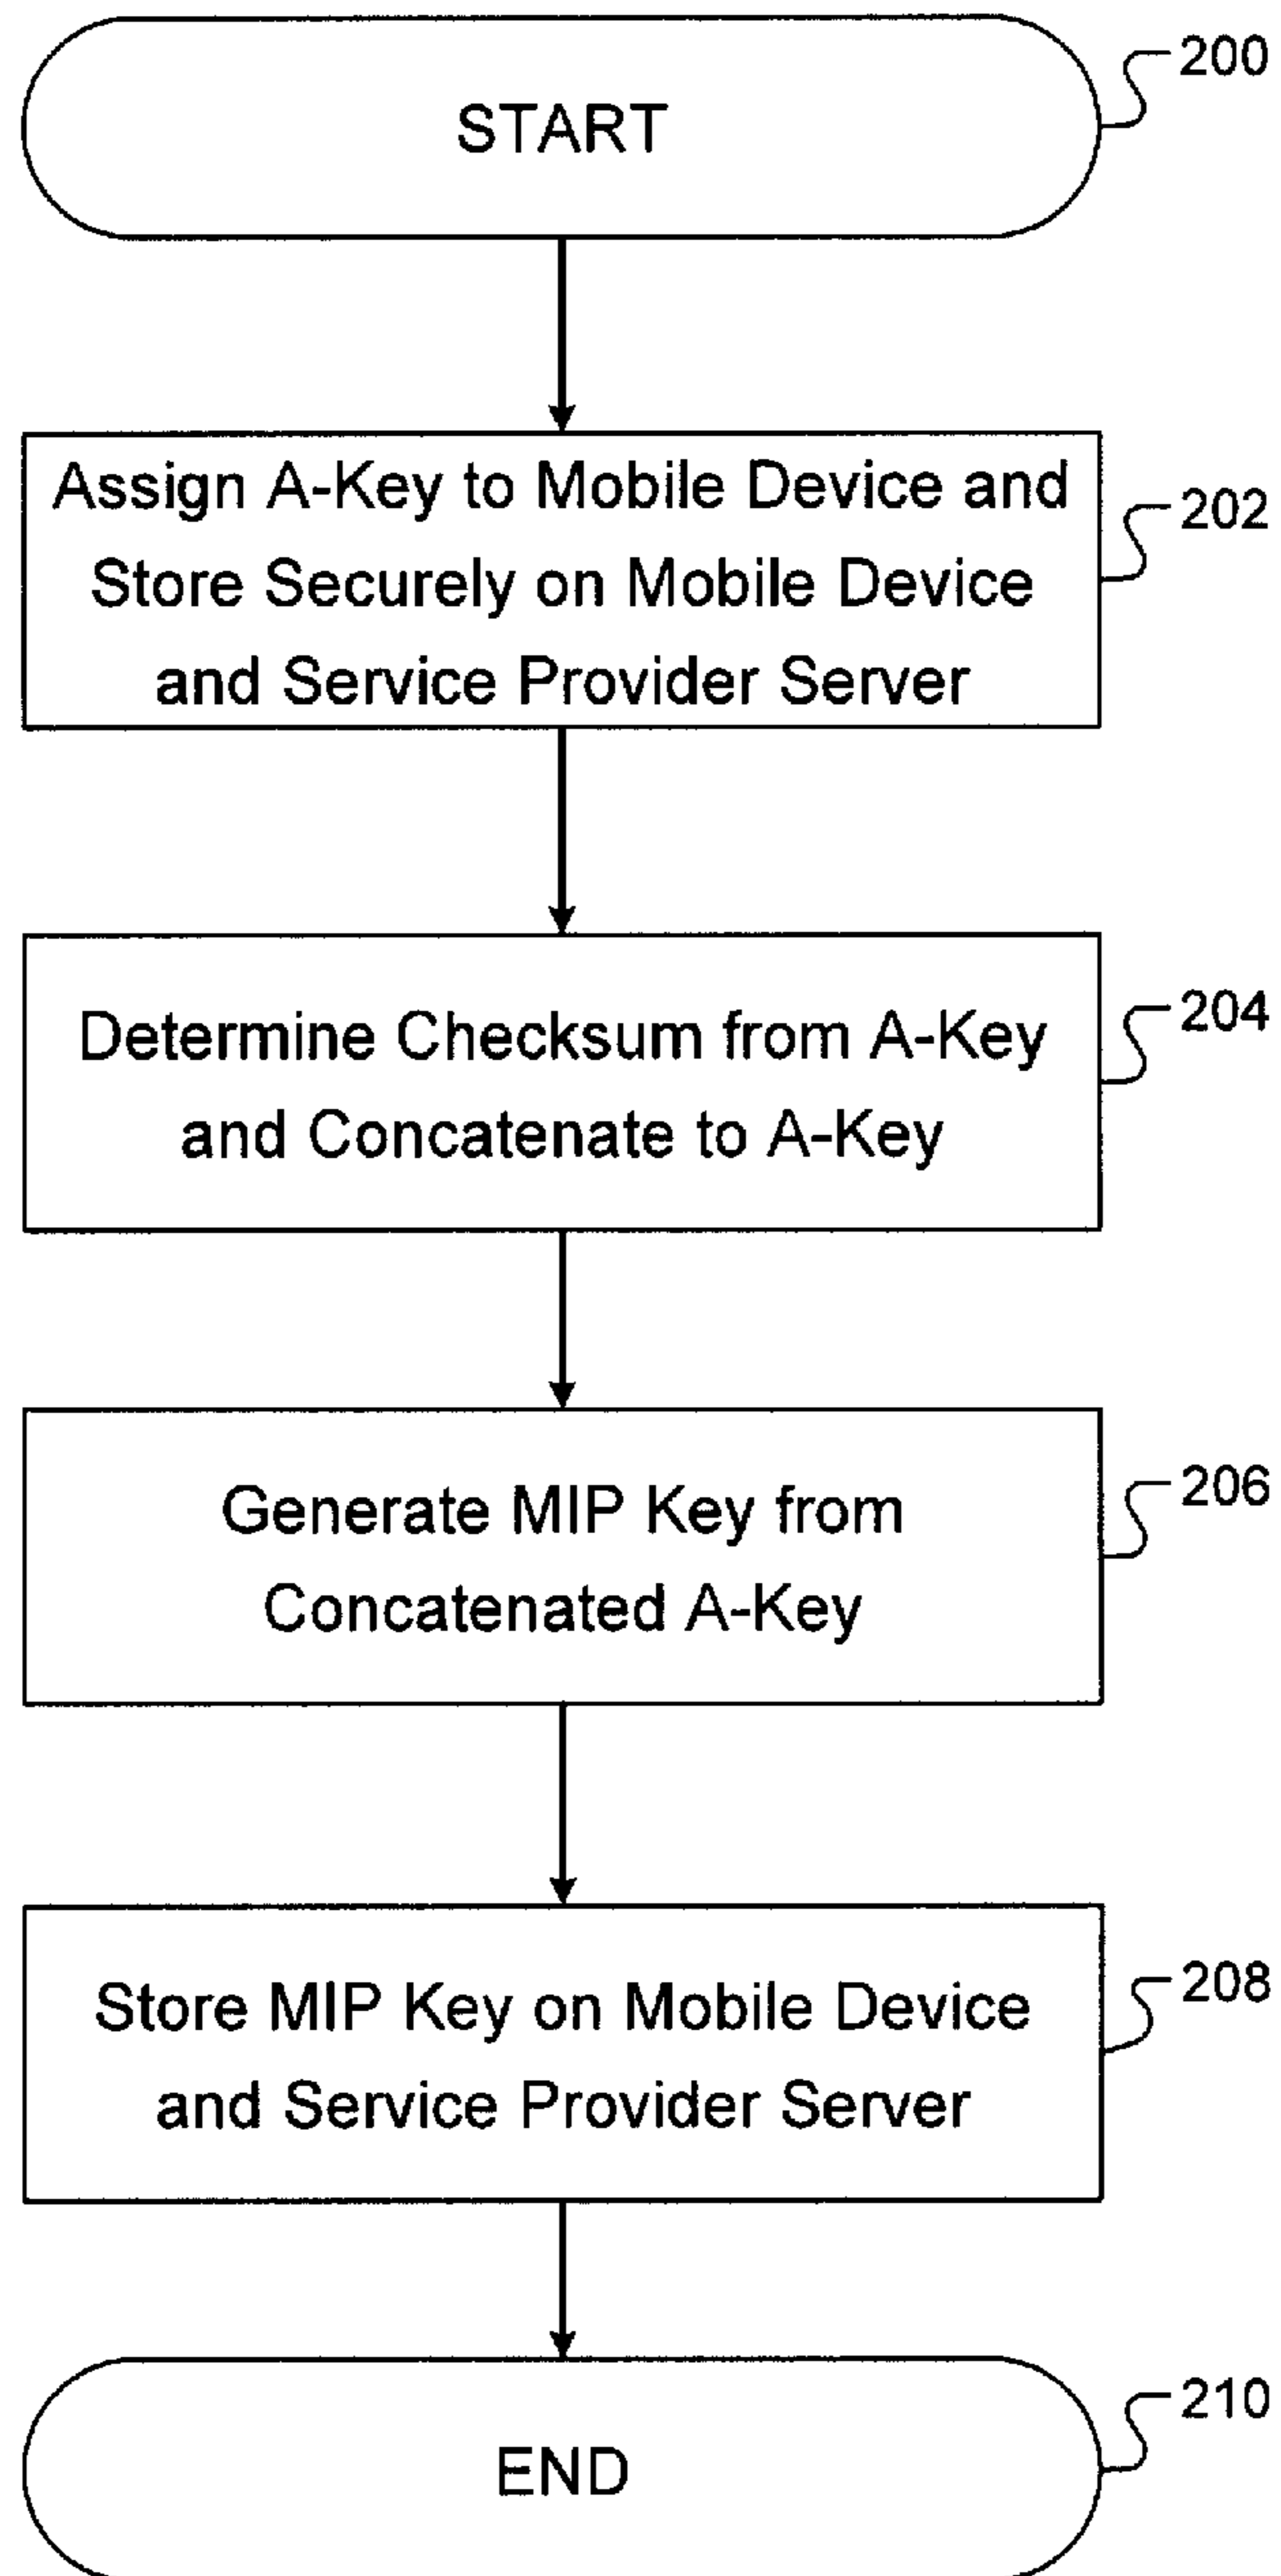 START
200
Assign A-Key to Mobile Device and
Store Securely on Mobile Device
and Service Provider Server
202
Determine Checksum from A-Key
and Concatenate to A-Key
204
Generate MIP Key from
Concatenated A-Key
206
Store MIP Key on Mobile Device
and Service Provider Server
208
END
210